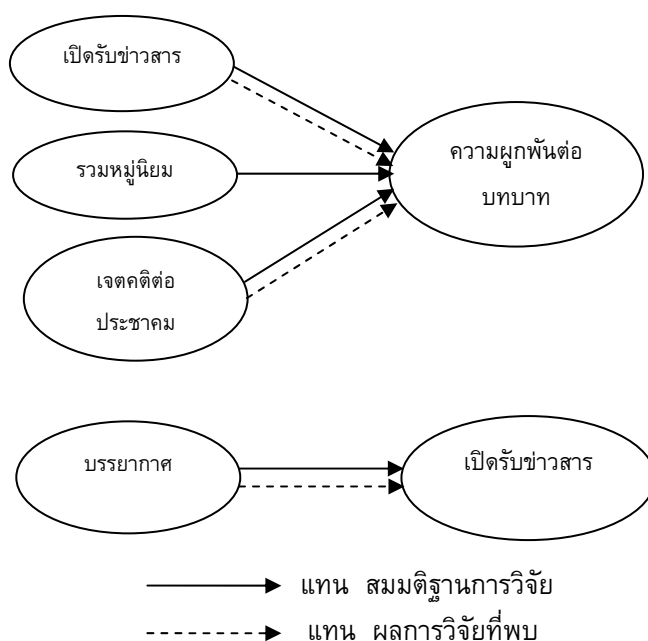 เปิดรับข่าวสาร
รวมหมู่นิยม
ความผูกพันต่อ
บทบาท
เจตคติต่อ
ประชาคม
บรรยากาศ
เปิดรับข่าวสาร
แทน สมมติฐานการวิจัย
แทน ผลการวิจัยที่พบ